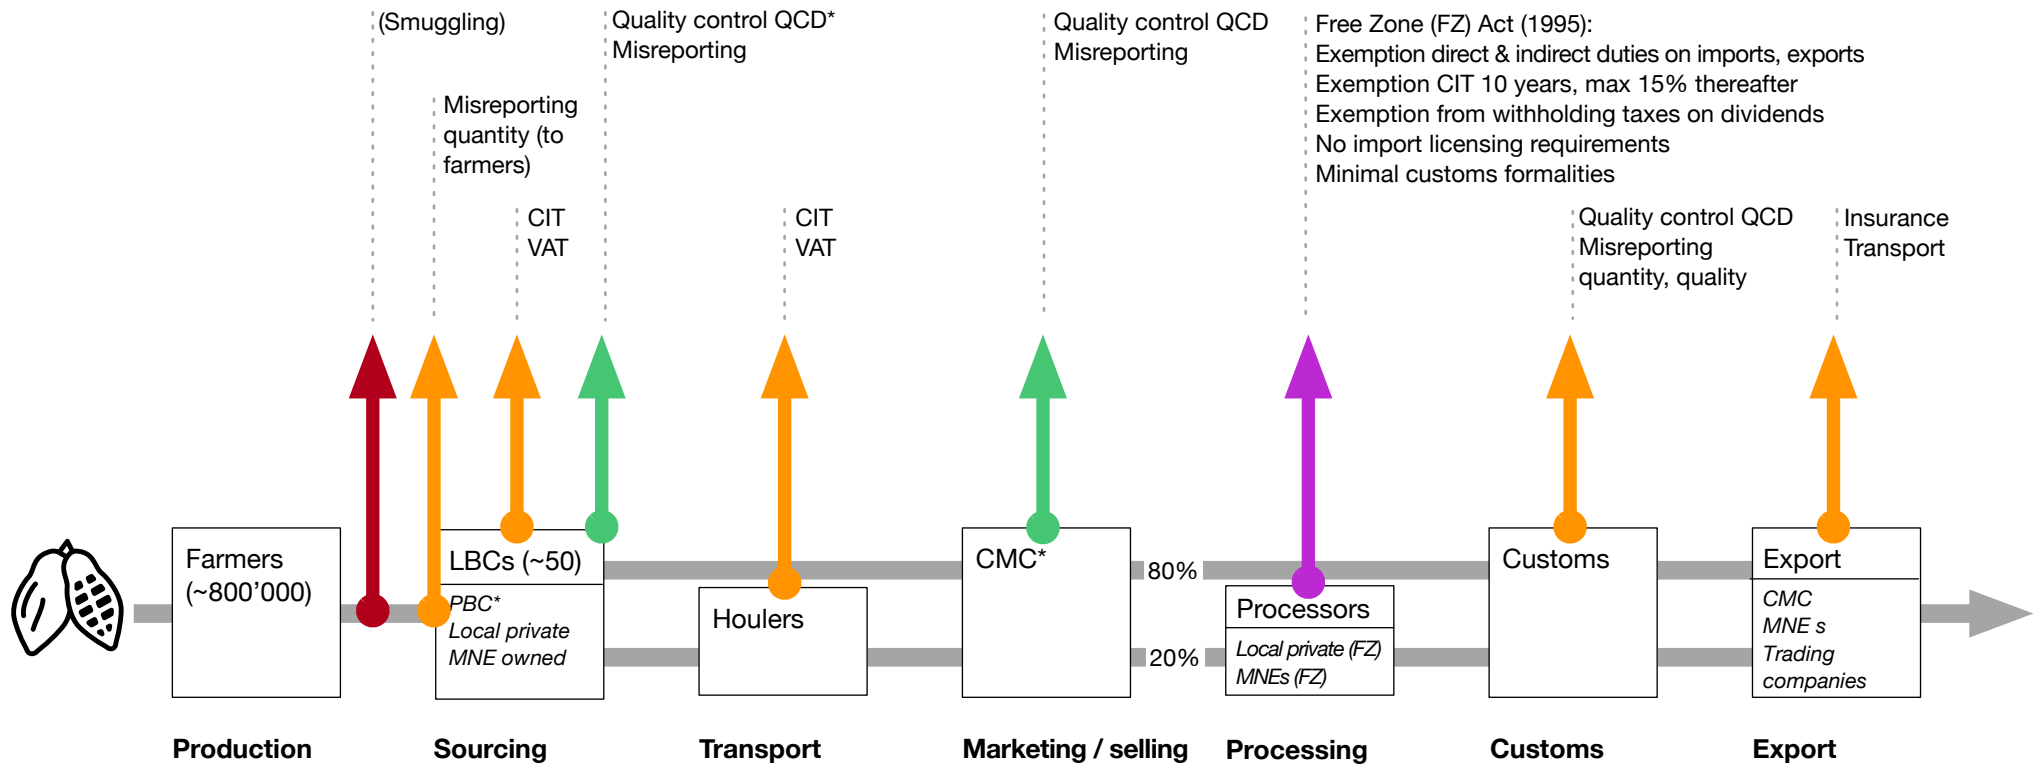 (Smuggling)
Quality control QCD*
Misreporting
Quality control QCD
Misreporting
Free Zone (FZ) Act (1995):
Exemption direct & indirect duties on imports, exports
Exemption CIT 10 years, max 15% thereafter
Exemption from withholding taxes on dividends
No import licensing requirements
Minimal customs formalities
Misreporting
quantity (to
farmers)
CIT
VAT
CIT
VAT
Quality control QCD
Misreporting
quantity, quality
Insurance
Transport
Farmers
(~800’000)
LBCs (~50)
PBC*
Local private
MNE owned
Houlers
CMC*
80%
20%
Processors
Local private (FZ)
MNEs (FZ)
Customs
Export
CMC
MNE s
Trading
companies
Production
Sourcing
Transport
Marketing / selling
Processing
Customs
Export